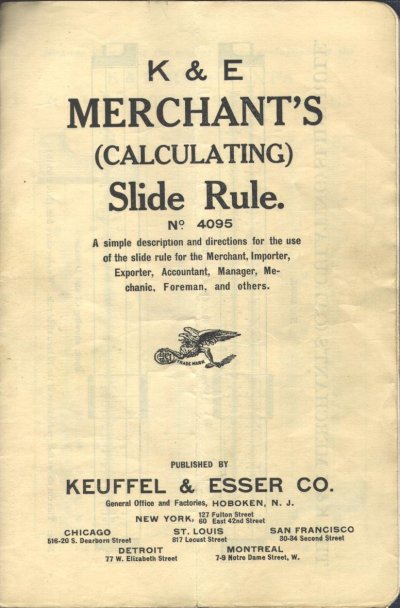 K & E
MERCHANT'S
(CALCULATING)
Slide Rule.
Nº 4095
A simple description and directions for the use
of the slide rule for the Merchant, Importer,
Exporter, Accountant, Manager, Me-
chanic, Foreman, and others.
TRADE MARK
PUBLISHED BY
KEUFFEL & ESSER CO.
General Office and Factories, HOBOKEN, N. J.
NEW YORK, 127 Fulton Street
60 East 42nd Street
CHICAGO ST. LOUIS SAN FRANCISCO
516-20 S. Dearborn Street 817 Locust Street 30-34 Second Street
DETROIT MONTREAL
77 W. Elizabeth Street 7-9 Notre Dame Street, W.